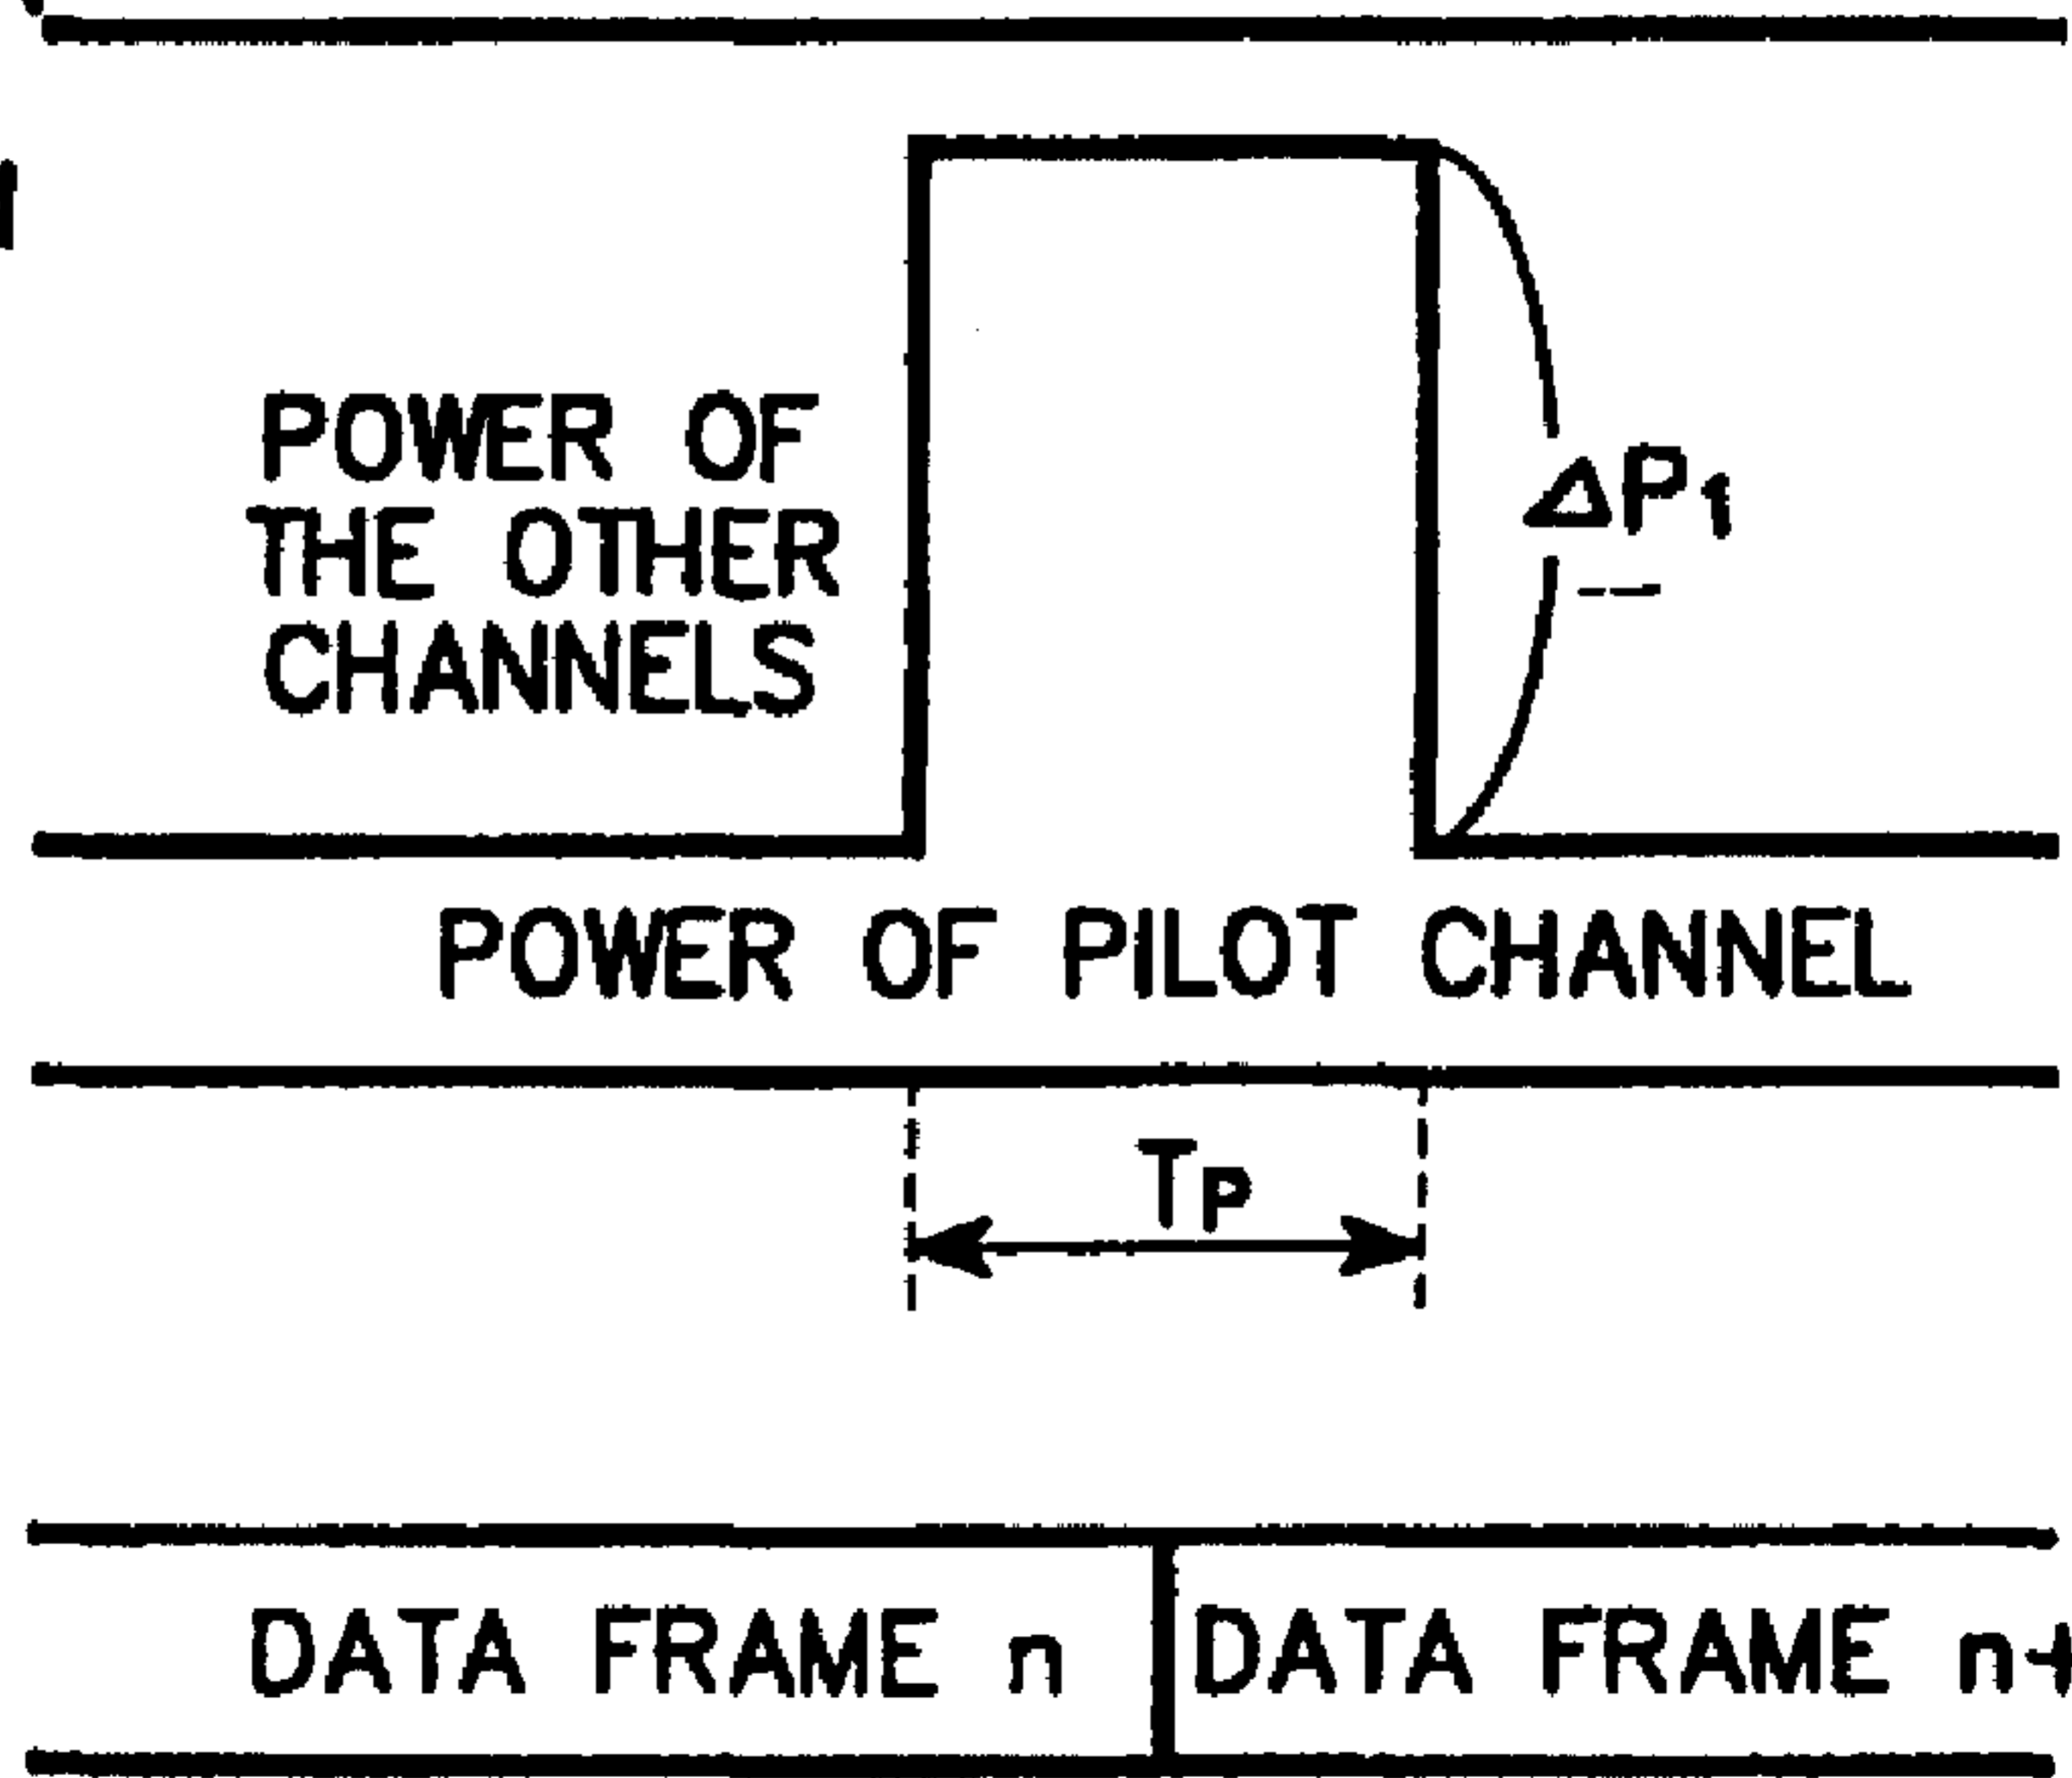 POWER OF
THE OTHER
CHANNELS
ΔP1
POWER OF PILOT CHANNEL
TP
DATA FRAME n
DATA FRAME n+